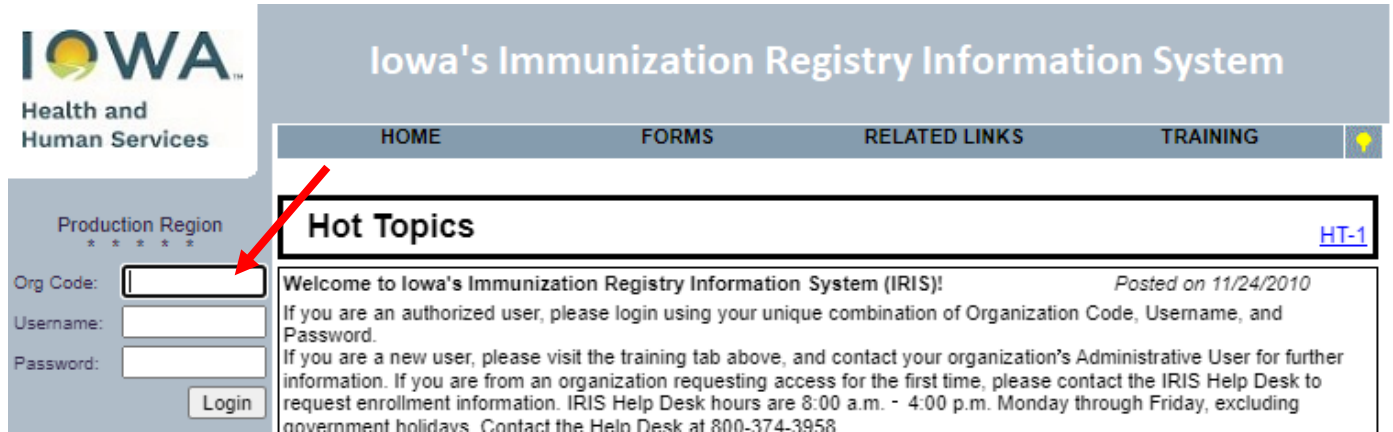 IOWA™
Health and
Human Services
Iowa's Immunization Registry Information System
HOME FORMS RELATED LINKS TRAINING
Production Region
* * * * *
Org Code:
Username:
Password:
Login
Hot Topics
HT-1
Welcome to Iowa's Immunization Registry Information System (IRIS)! Posted on 11/24/2010
If you are an authorized user, please login using your unique combination of Organization Code, Username, and
Password.
If you are a new user, please visit the training tab above, and contact your organization's Administrative User for further
information. If you are from an organization requesting access for the first time, please contact the IRIS Help Desk to
request enrollment information. IRIS Help Desk hours are 8:00 a.m. - 4:00 p.m. Monday through Friday, excluding
government holidays. Contact the Help Desk at 800-374-3958